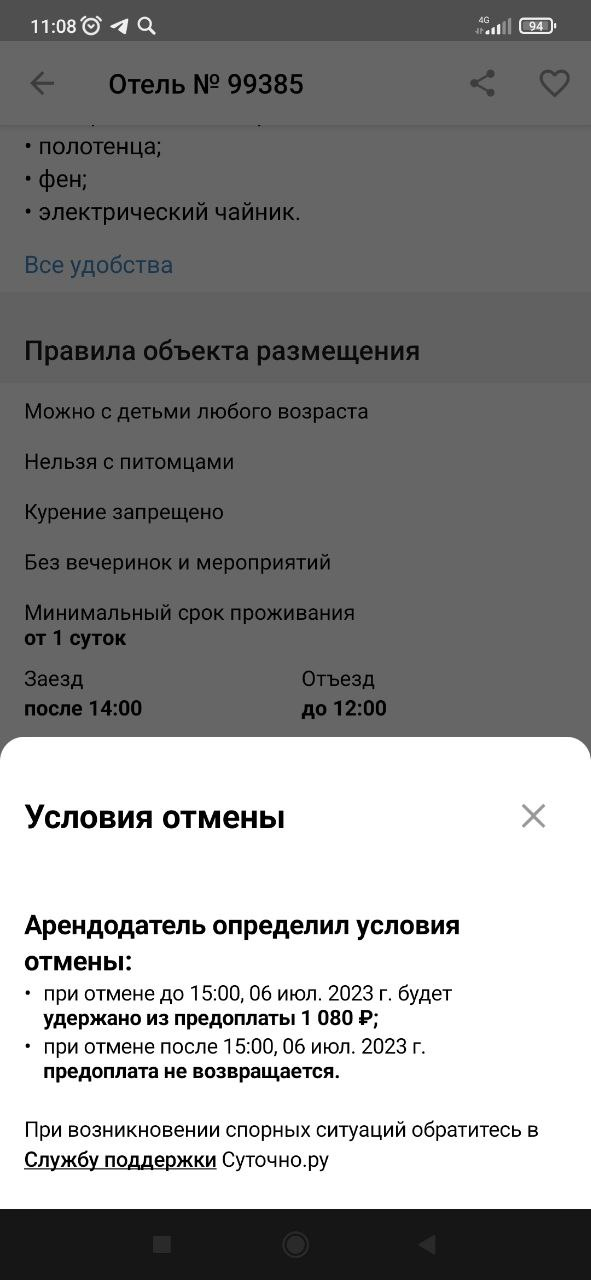 11:08
4G
94
Отель № 99385
• полотенца;
• фен;
• электрический чайник.
Все удобства
Правила объекта размещения
Можно с детьми любого возраста
Нельзя с питомцами
Курение запрещено
Без вечеринок и мероприятий
Минимальный срок проживания
от 1 суток
Заезд
Отъезд
после 14:00
до 12:00
Условия отмены
Арендодатель определил условия
отмены:
• при отмене до 15:00, 06 июл. 2023 г. будет
удержано из предоплаты 1 080 ₽;
• при отмене после 15:00, 06 июл. 2023 г.
предоплата не возвращается.
При возникновении спорных ситуаций обратитесь в
Службу поддержки Суточно.ру